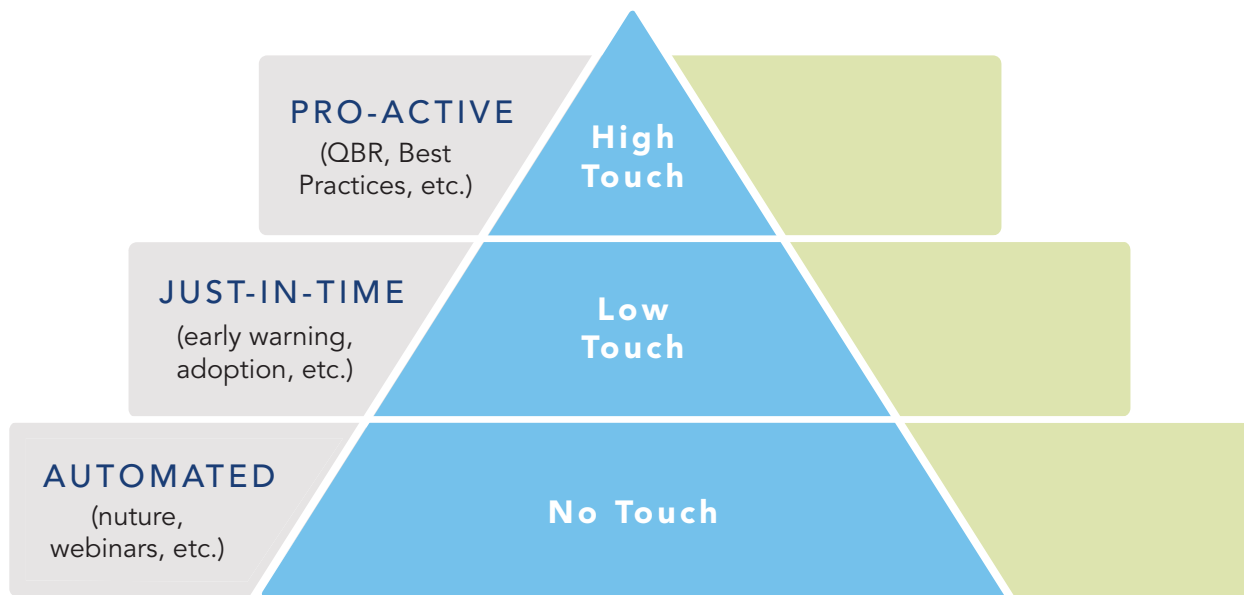 PRO-ACTIVE
(QBR, Best
Practices, etc.)
High
Touch
JUST-IN-TIME
(early warning,
adoption, etc.)
Low
Touch
AUTOMATED
(nuture,
webinars, etc.)
No Touch